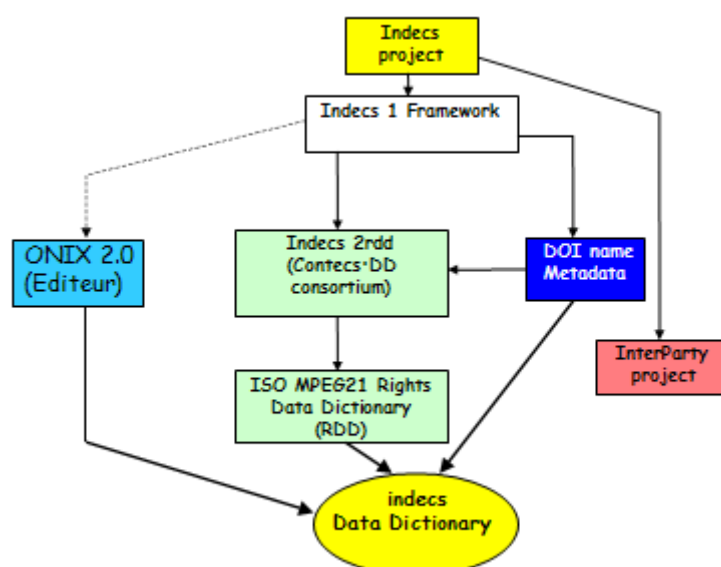 Indecs
project
Indecs 1 Framework
ONIX 2.0
(Editeur)
Indecs 2rdd
(Contecs·DD
consortium)
DOI name
Metadata
InterParty
project
ISO MPEG21 Rights
Data Dictionary
(RDD)
indecs
Data Dictionary